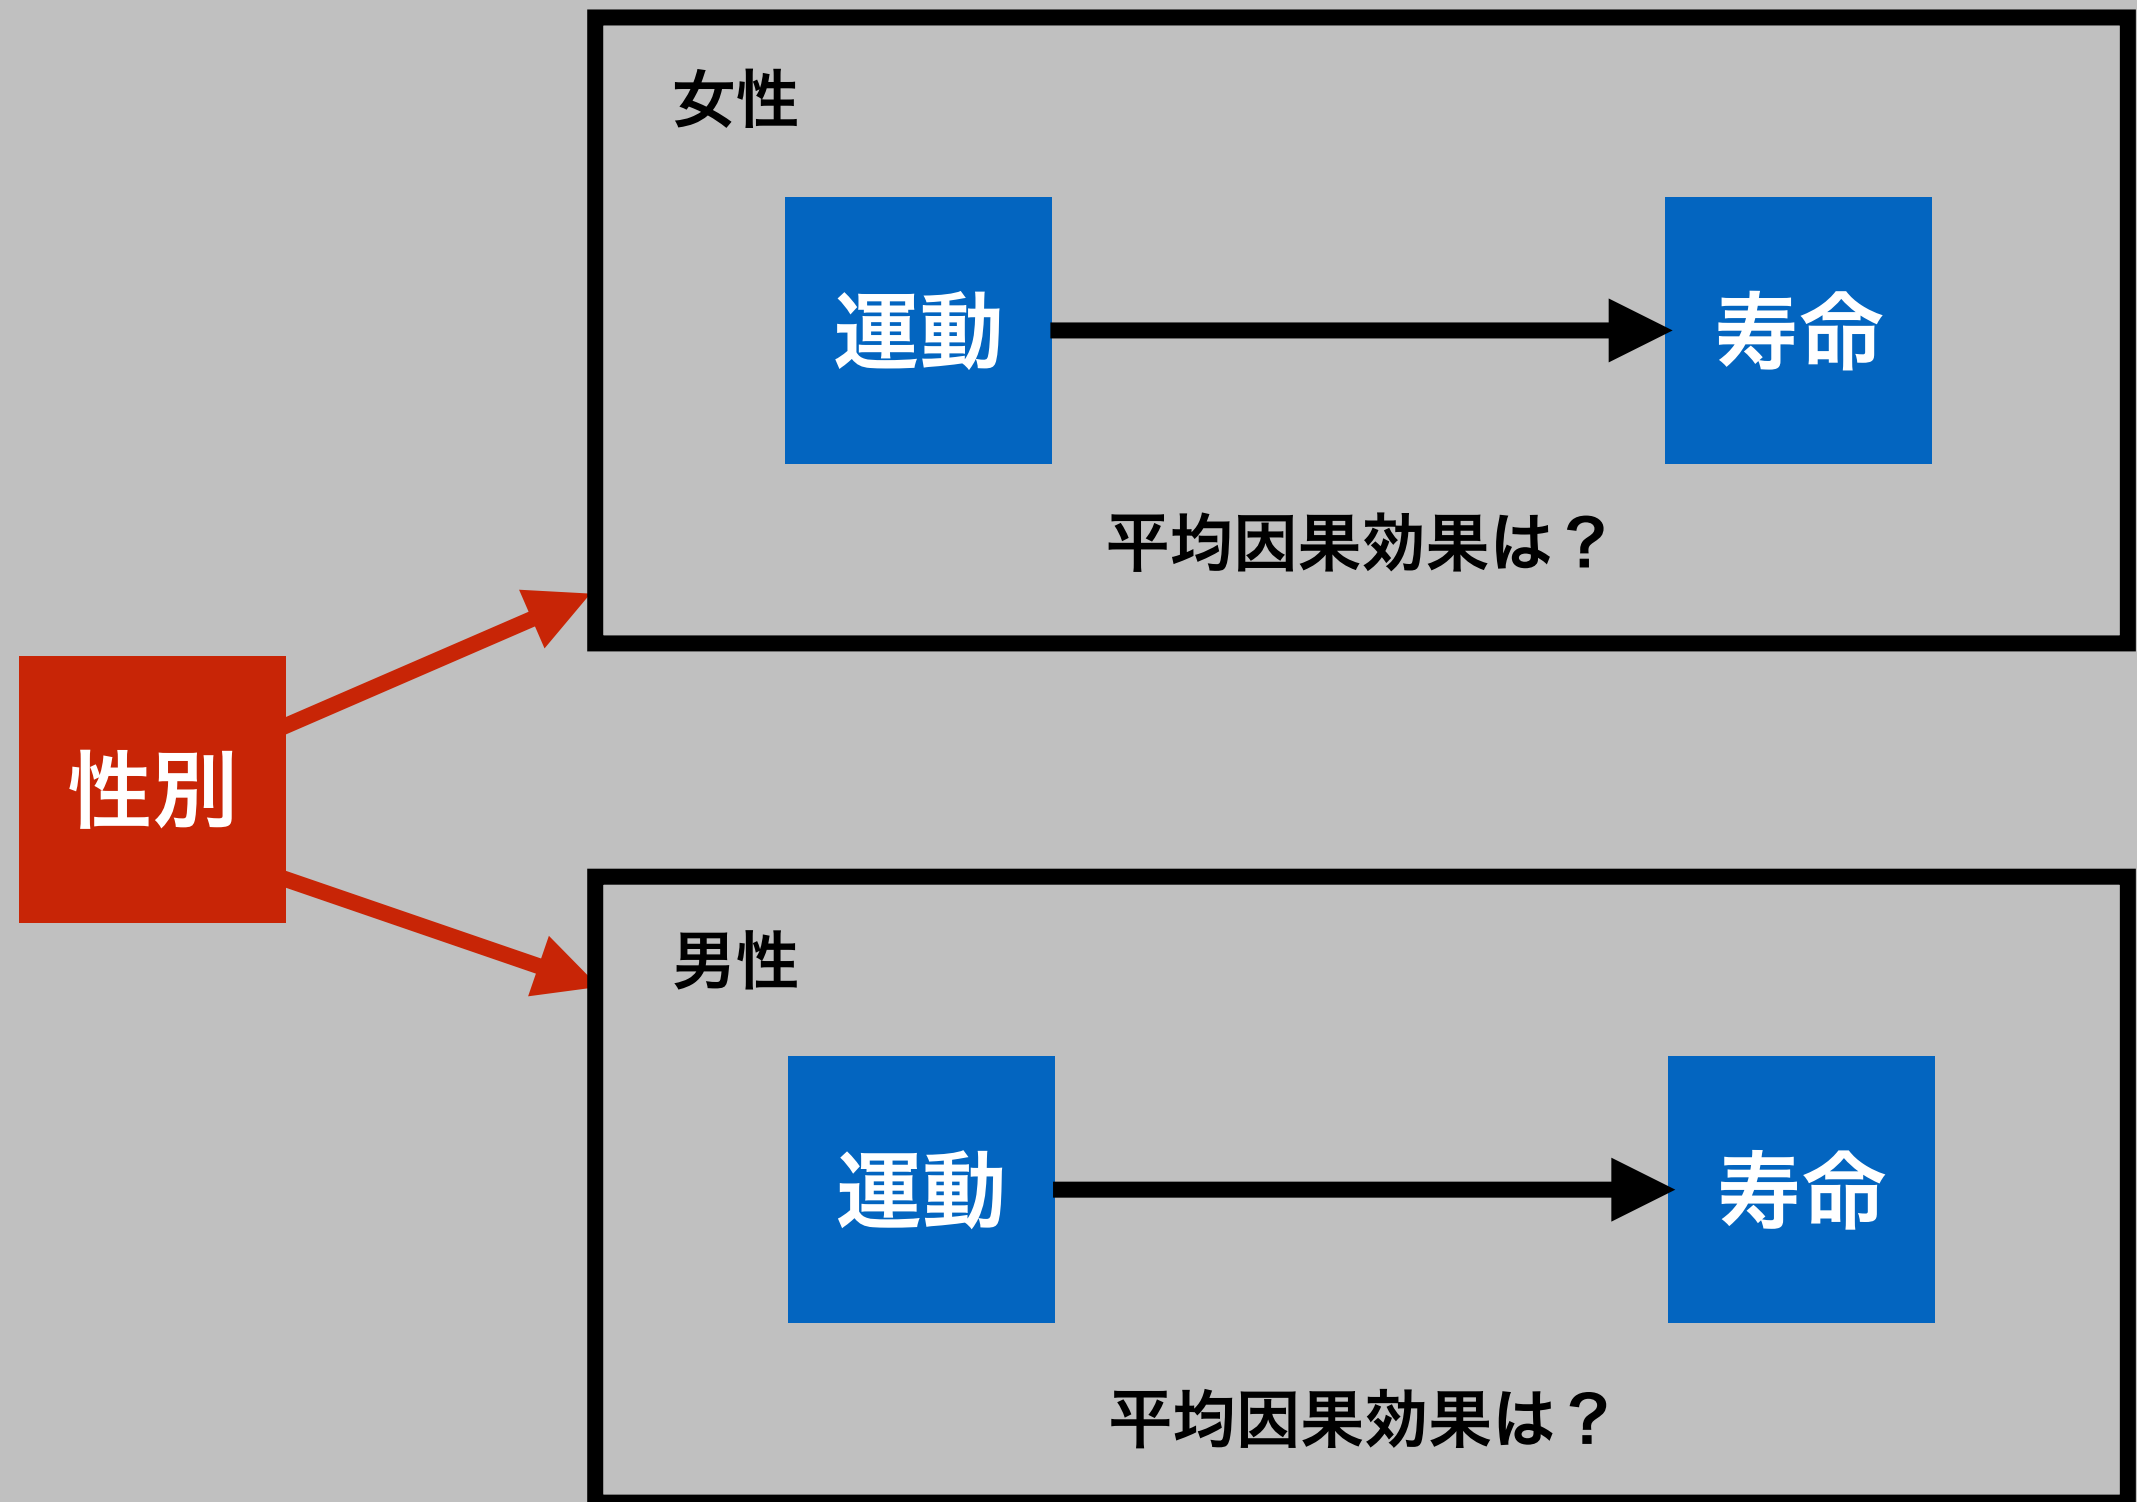 女性
運動
寿命
平均因果効果は？
性別
男性
運動
寿命
平均因果効果は？